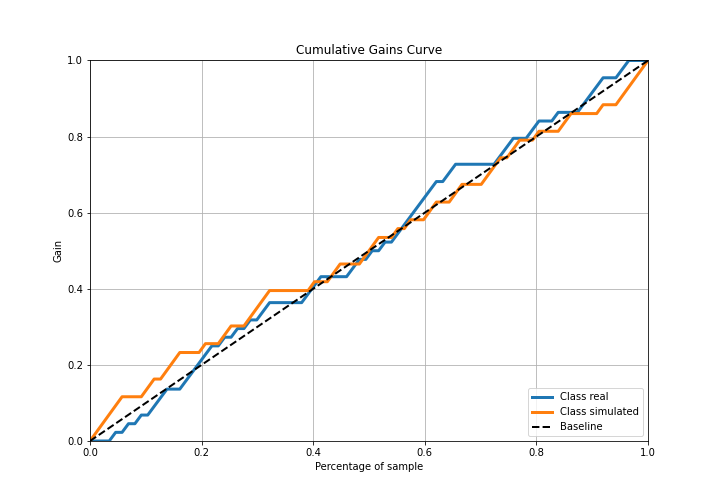 Cumulative Gains Curve
1.0
0.8
0.6
0.4
0.2
0.0
Gain
0.0 0.2 0.4 0.6 0.8 1.0
Percentage of sample
Class real
Class simulated
Baseline